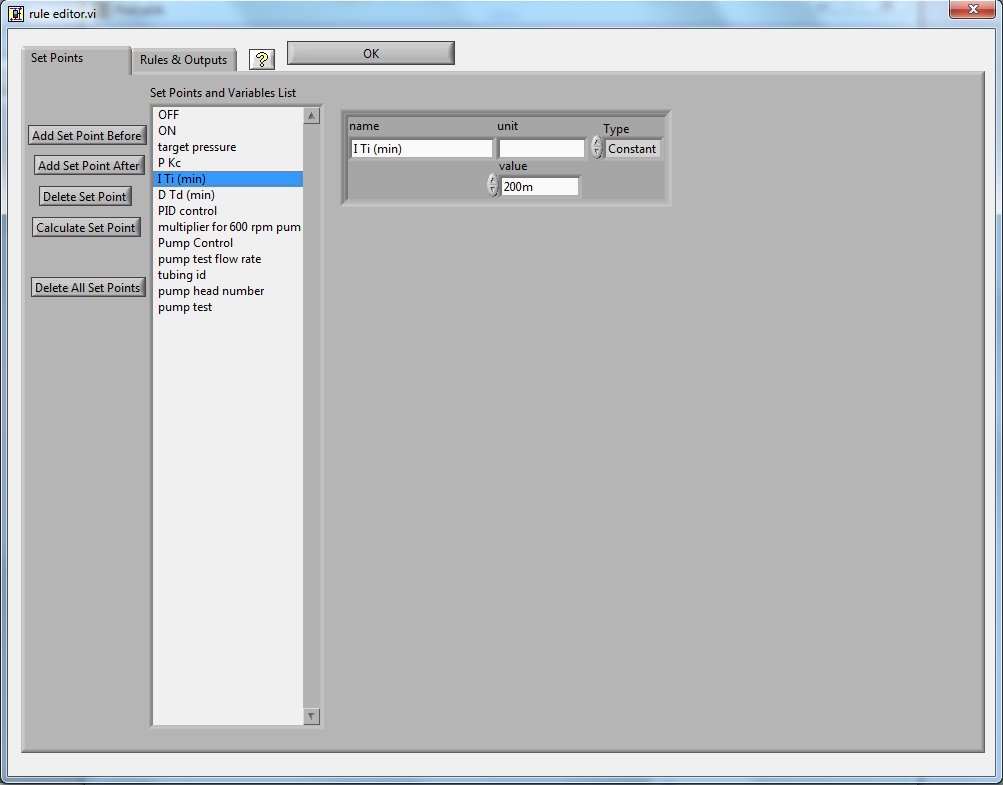 rule editor.vi
Set Points
Rules & Outputs
?
OK
Set Points and Variables List
Add Set Point Before
Add Set Point After
Delete Set Point
Calculate Set Point
Delete All Set Points
OFF
ON
target pressure
P Kc
I Ti (min)
D Td (min)
PID control
multiplier for 600 rpm pum
Pump Control
pump test flow rate
tubing id
pump head number
pump test
name unit Type
I Ti (min) Constant
value
200m